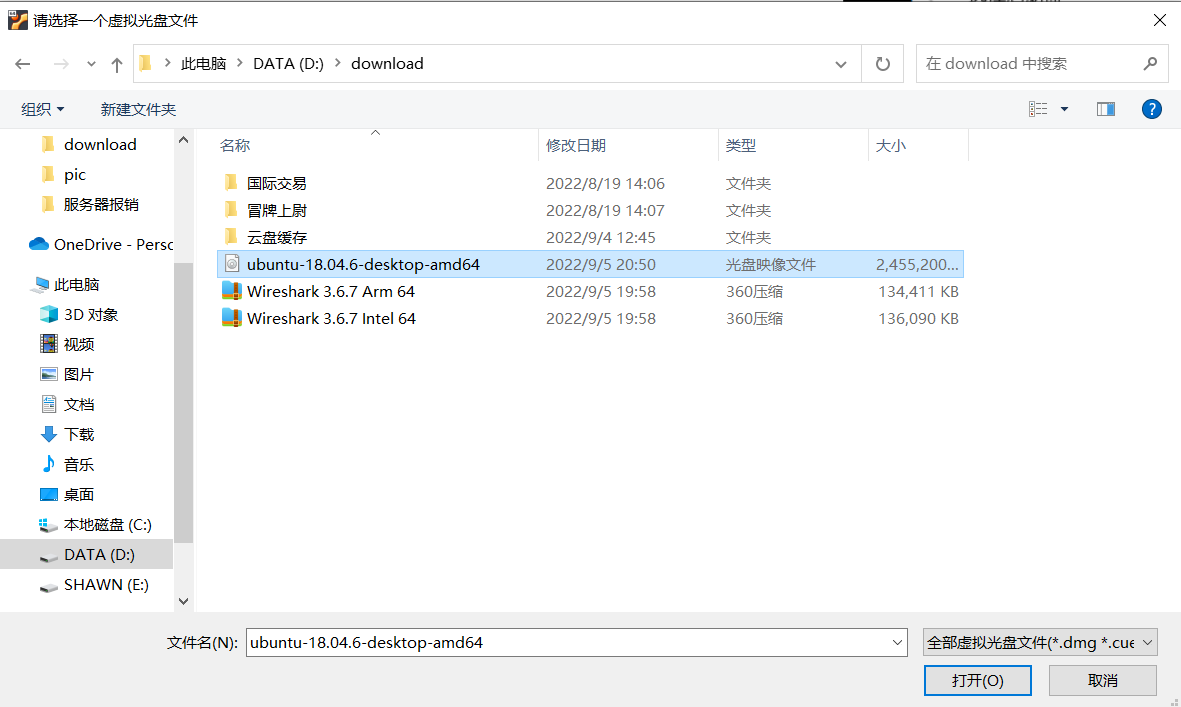 请选择一个虚拟光盘文件
此电脑 DATA (D:) download
在 download 中搜索
组织 新建文件夹
名称 修改日期 类型 大小
download
pic
服务器报销
OneDrive - Perso
此电脑
3D 对象
视频
图片
文档
下载
音乐
桌面
本地磁盘 (C:)
DATA (D:)
SHAWN (E:)
国际交易 2022/8/19 14:06 文件夹
冒牌上尉 2022/8/19 14:07 文件夹
云盘缓存 2022/9/4 12:45 文件夹
ubuntu-18.04.6-desktop-amd64 2022/9/5 20:50 光盘映像文件 2,455,200...
Wireshark 3.6.7 Arm 64 2022/9/5 19:58 360压缩 134,411 KB
Wireshark 3.6.7 Intel 64 2022/9/5 19:58 360压缩 136,090 KB
文件名(N): ubuntu-18.04.6-desktop-amd64 全部虚拟光盘文件(*.dmg *.cue
打开(O) 取消